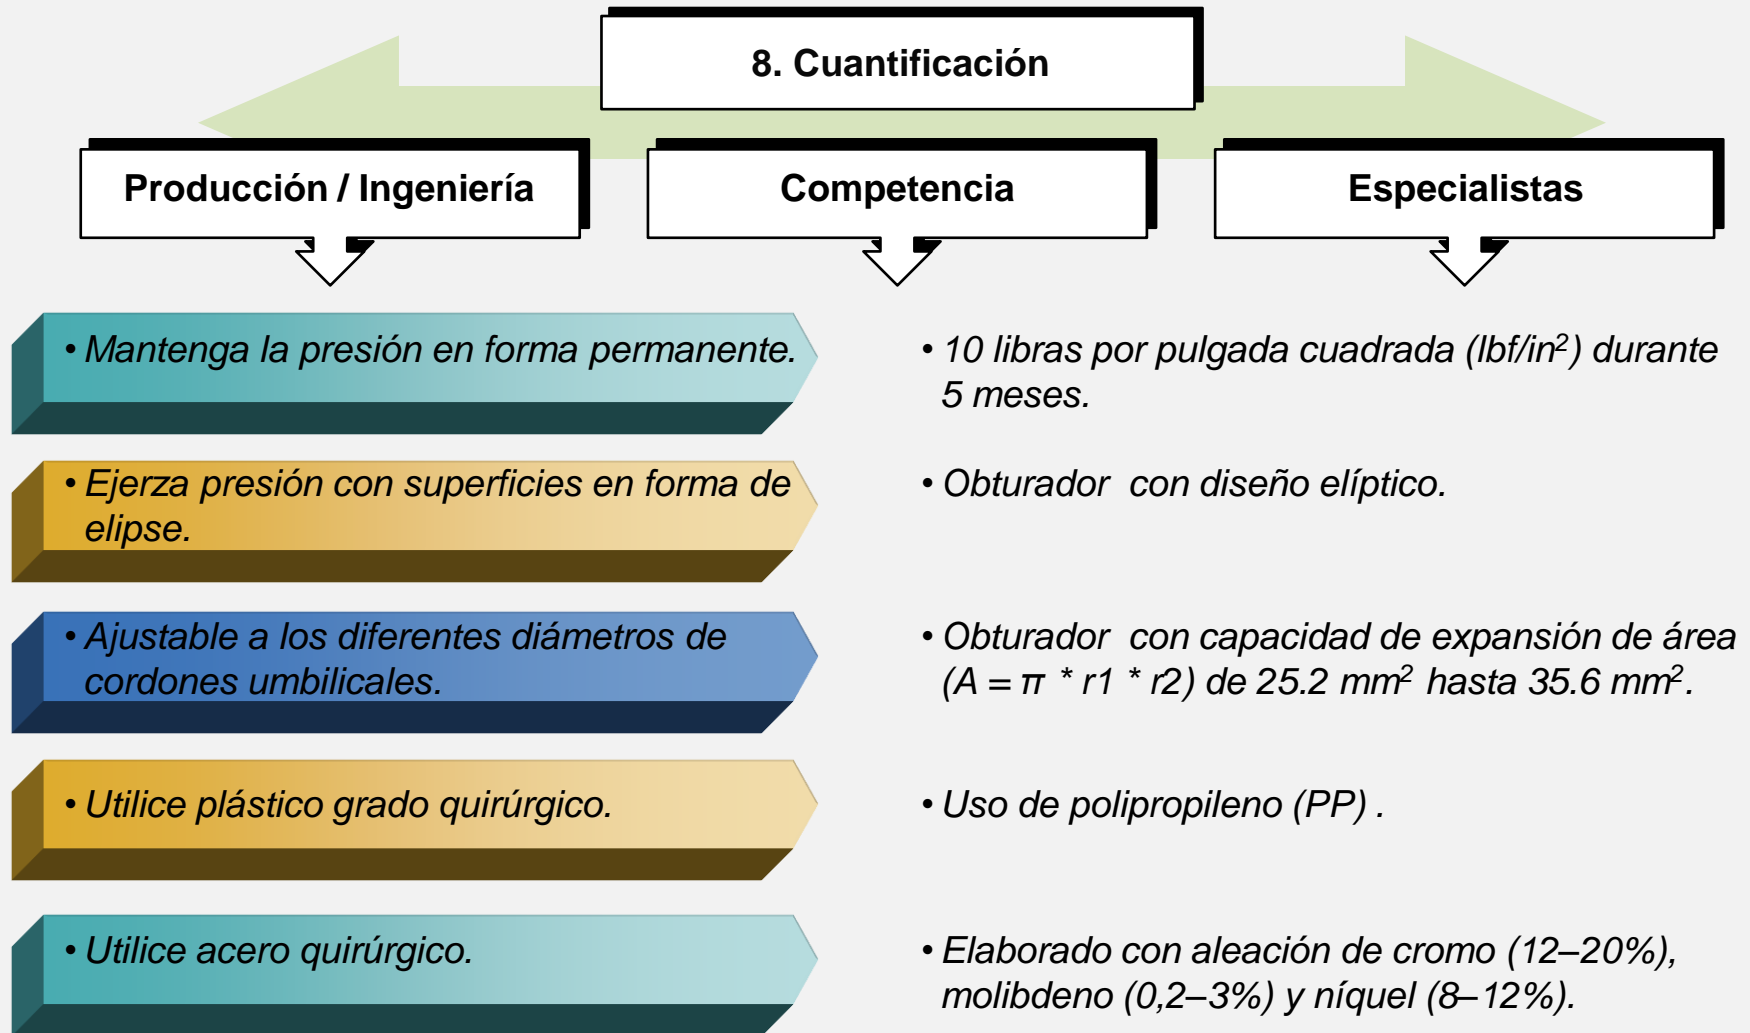 8. Cuantificación
Producción / Ingeniería
Competencia
Especialistas
• Mantenga la presión en forma permanente.
• 10 libras por pulgada cuadrada (lbf/in²) durante
5 meses.
• Ejerza presión con superficies en forma de
elipse.
• Obturador con diseño elíptico.
• Ajustable a los diferentes diámetros de
cordones umbilicales.
• Obturador con capacidad de expansión de área
(A = π * r1 * r2) de 25.2 mm² hasta 35.6 mm².
• Utilice plástico grado quirúrgico.
• Uso de polipropileno (PP) .
• Utilice acero quirúrgico.
• Elaborado con aleación de cromo (12–20%),
molibdeno (0,2–3%) y níquel (8–12%).